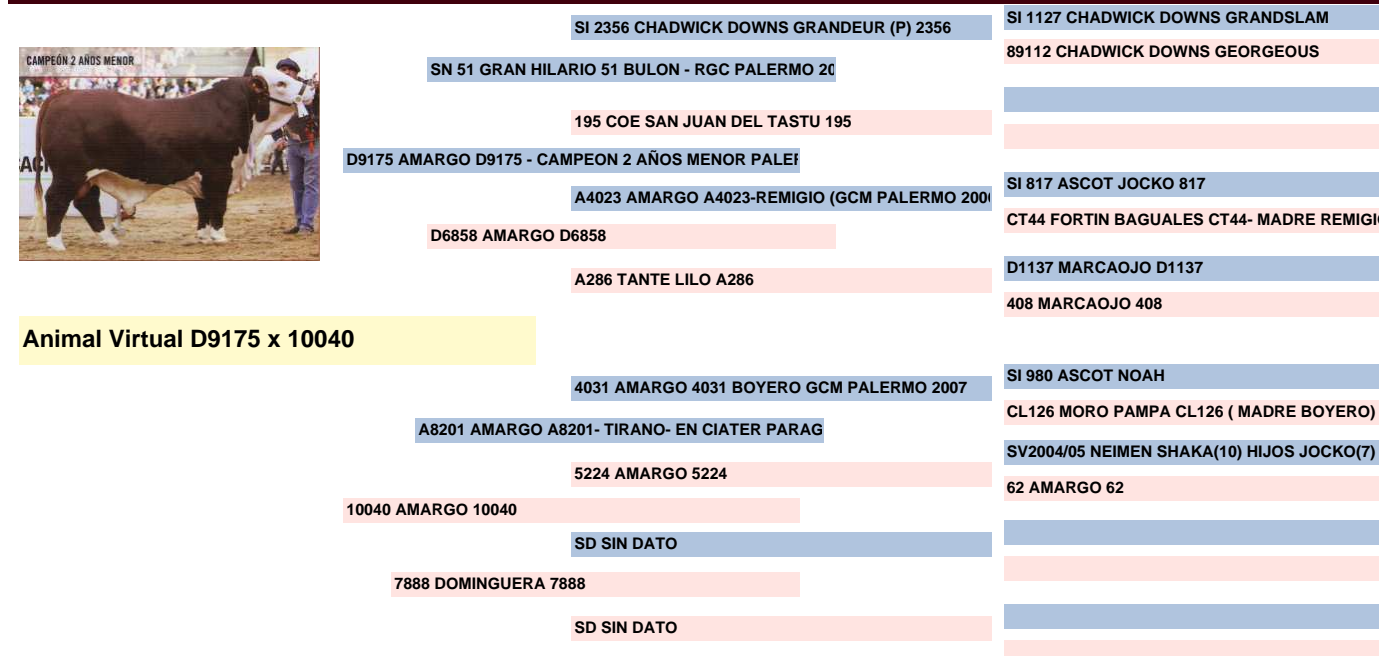 SI 2356 CHADWICK DOWNS GRANDEUR (P) 2356
SI 1127 CHADWICK DOWNS GRANDSLAM
89112 CHADWICK DOWNS GEORGEOUS
CAMPEÓN 2 AÑOS MENOR
SN 51 GRAN HILARIO 51 BULON - RGC PALERMO 20
195 COE SAN JUAN DEL TASTU 195
D9175 AMARGO D9175 - CAMPEON 2 AÑOS MENOR PALER
A4023 AMARGO A4023-REMIGIO (GCM PALERMO 200
SI 817 ASCOT JOCKO 817
CT44 FORTIN BAGUALES CT44- MADRE REMIGIO
D6858 AMARGO D6858
A286 TANTE LILO A286
D1137 MARCAOJO D1137
408 MARCAOJO 408
Animal Virtual D9175 x 10040
4031 AMARGO 4031 BOYERO GCM PALERMO 2007
SI 980 ASCOT NOAH
CL126 MORO PAMPA CL126 ( MADRE BOYERO)
A8201 AMARGO A8201- TIRANO- EN CIATER PARAG
SV2004/05 NEIMEN SHAKA(10) HIJOS JOCKO(7)
5224 AMARGO 5224
62 AMARGO 62
10040 AMARGO 10040
SD SIN DATO
7888 DOMINGUERA 7888
SD SIN DATO